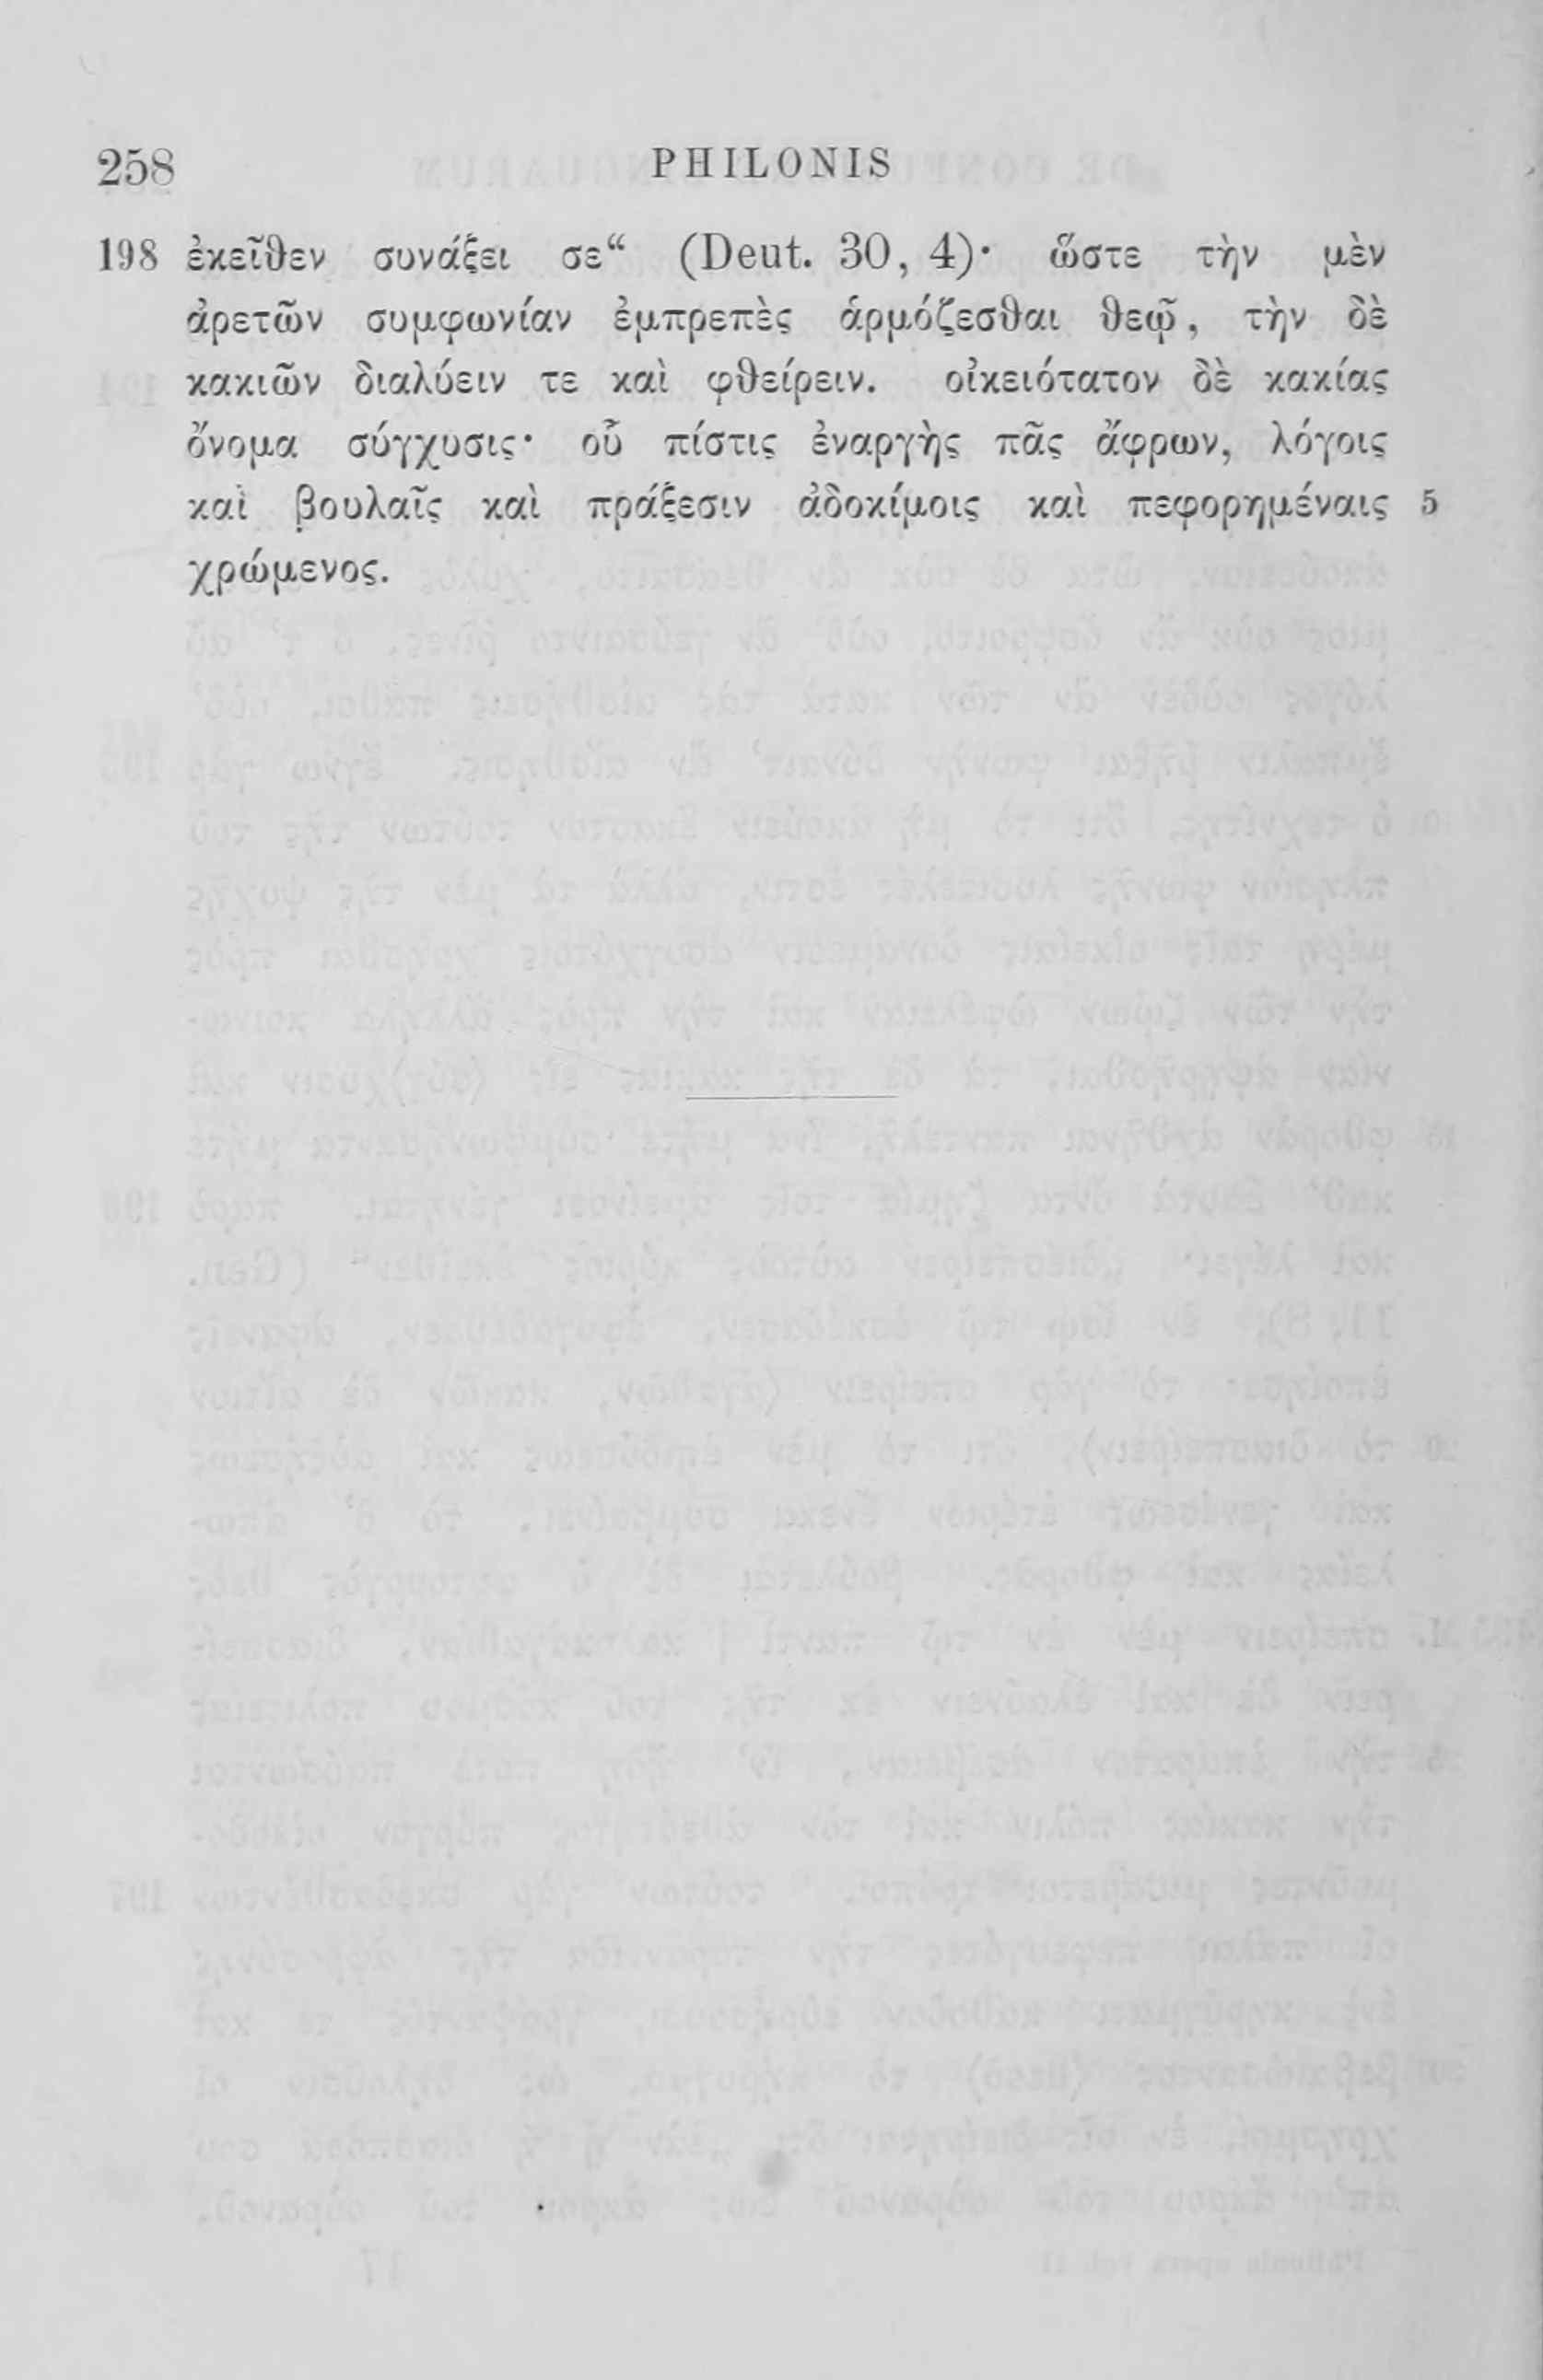 258 PHILONIS
198 ἐκεῖθεν συνάξει σε“ (Deut. 30, 4)· ὥστε τὴν μὲν
ἀρετῶν συμφωνίαν ἐμπρεπὲς ἁρμόζεσθαι θεῷ, τὴν δὲ
κακιῶν διαλύειν τε καὶ φθείρειν. οἰκειότατον δὲ κακίας
ὄνομα σύγχυσις· οὗ πίστις ἐναργὴς πᾶς ἄφρων, λόγοις
καὶ βουλαῖς καὶ πράξεσιν ἀδοκίμοις καὶ πεφορημέναις 5
χρώμενος.